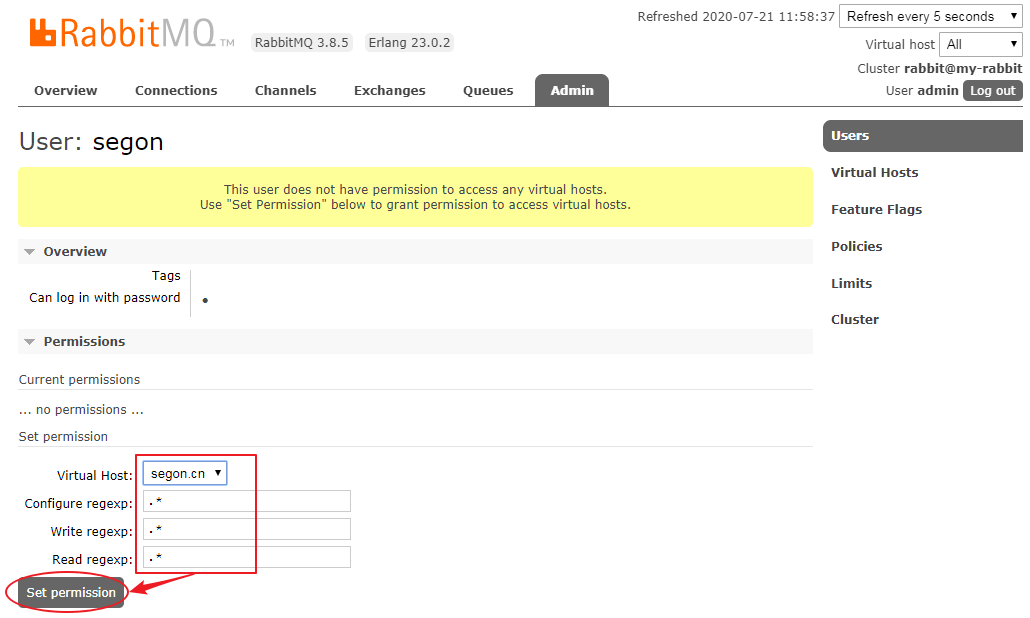 Refreshed 2020-07-21 11:58:37 Refresh every 5 seconds
RabbitMQ TM RabbitMQ 3.8.5 Erlang 23.0.2
Virtual host All
Cluster rabbit@my-rabbit
User admin Log out
Overview Connections Channels Exchanges Queues Admin
User: segon
This user does not have permission to access any virtual hosts.
Use "Set Permission" below to grant permission to access virtual hosts.
Overview
Tags
Can log in with password •
Permissions
Current permissions
... no permissions ...
Set permission
Virtual Host: segon.cn
Configure regexp: .*
Write regexp: .*
Read regexp: .*
Set permission
Users
Virtual Hosts
Feature Flags
Policies
Limits
Cluster